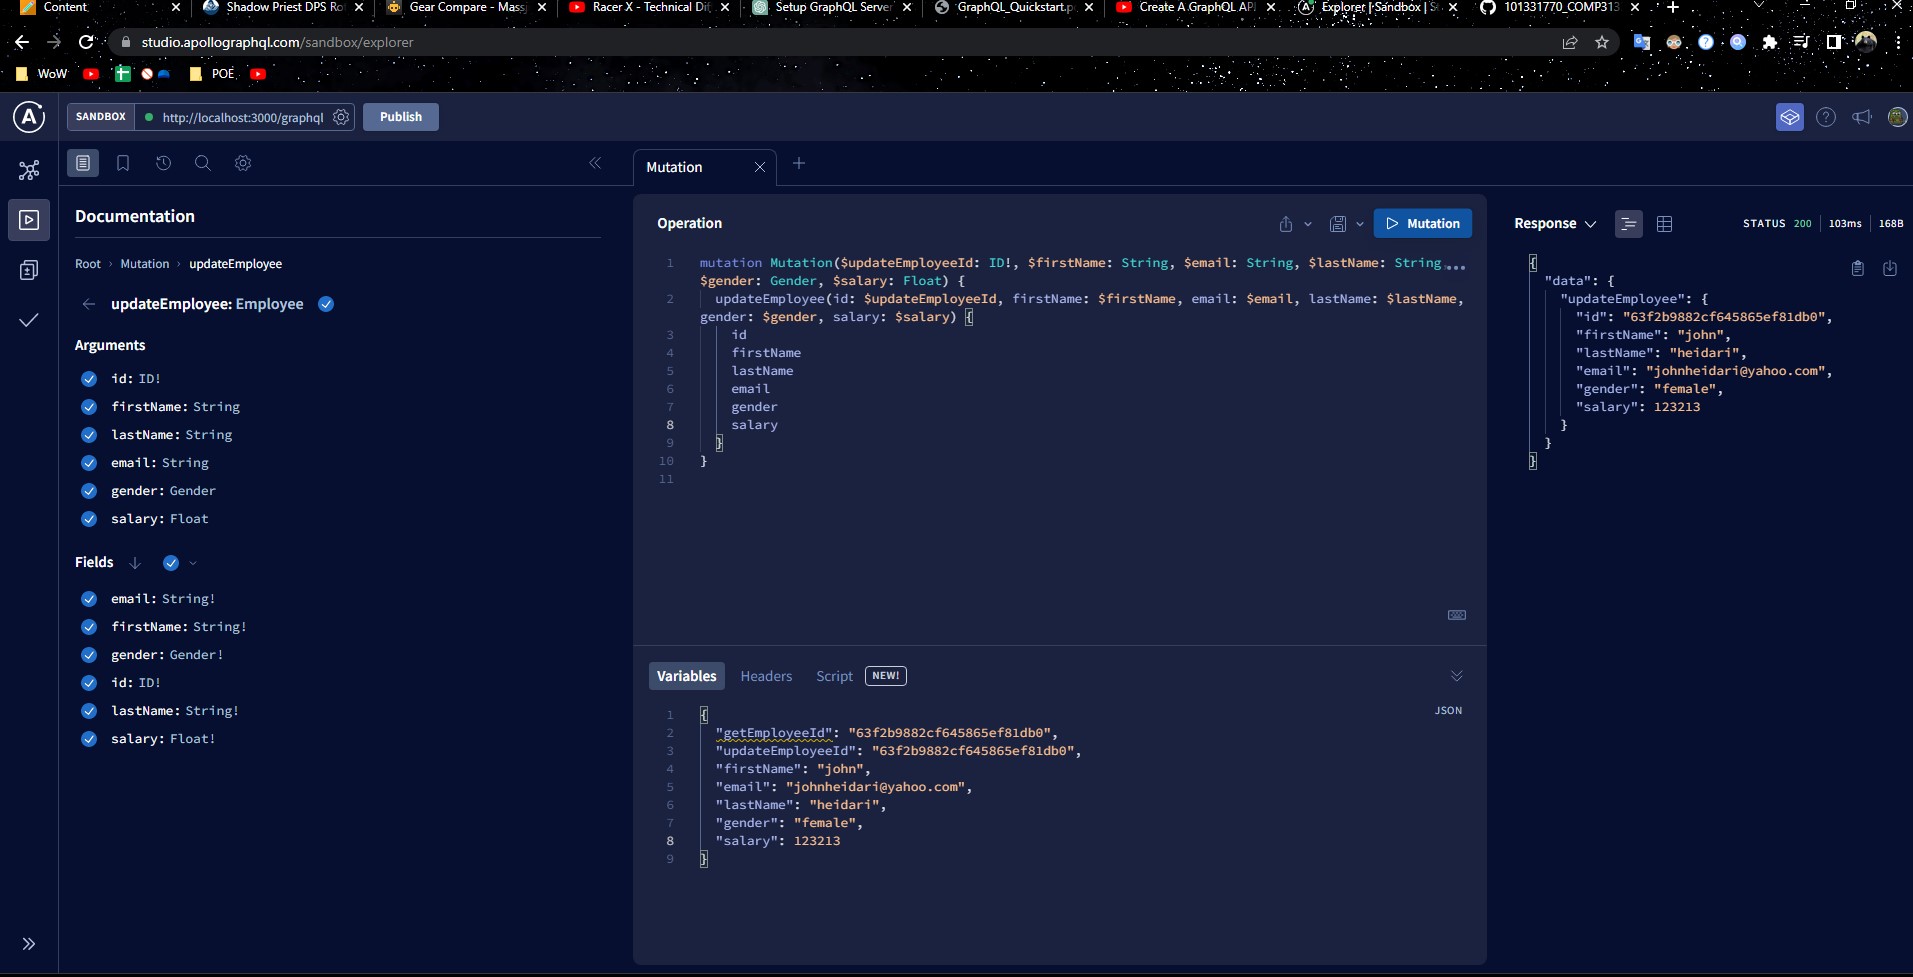 Content
Shadow Priest DPS Ro
Gear Compare - Mass
Racer X - Technical Dif
Setup GraphQL Server
GraphQL_Quickstart.p
Create A GraphQL API
Explorer | Sandbox | S
101331770_COMP313
studio.apollographql.com/sandbox/explorer
WoW
POE
SANDBOX
http://localhost:3000/graphql
Publish
Documentation
Root › Mutation › updateEmployee
updateEmployee: Employee
Arguments
id: ID!
firstName: String
lastName: String
email: String
gender: Gender
salary: Float
Fields
email: String!
firstName: String!
gender: Gender!
id: ID!
lastName: String!
salary: Float!
Mutation
Operation
Mutation
1 mutation Mutation($updateEmployeeId: ID!, $firstName: String, $email: String, $lastName: String,
$gender: Gender, $salary: Float) {
2 updateEmployee(id: $updateEmployeeId, firstName: $firstName, email: $email, lastName: $lastName,
gender: $gender, salary: $salary) {
3 id
4 firstName
5 lastName
6 email
7 gender
8 salary
9 }
10 }
11
Variables Headers Script NEW!
JSON
1 {
2 "getEmployeeId": "63f2b9882cf645865ef81db0",
3 "updateEmployeeId": "63f2b9882cf645865ef81db0",
4 "firstName": "john",
5 "email": "johnheidari@yahoo.com",
6 "lastName": "heidari",
7 "gender": "female",
8 "salary": 123213
9 }
Response
STATUS 200 103ms 168B
{
"data": {
"updateEmployee": {
"id": "63f2b9882cf645865ef81db0",
"firstName": "john",
"lastName": "heidari",
"email": "johnheidari@yahoo.com",
"gender": "female",
"salary": 123213
}
}
}